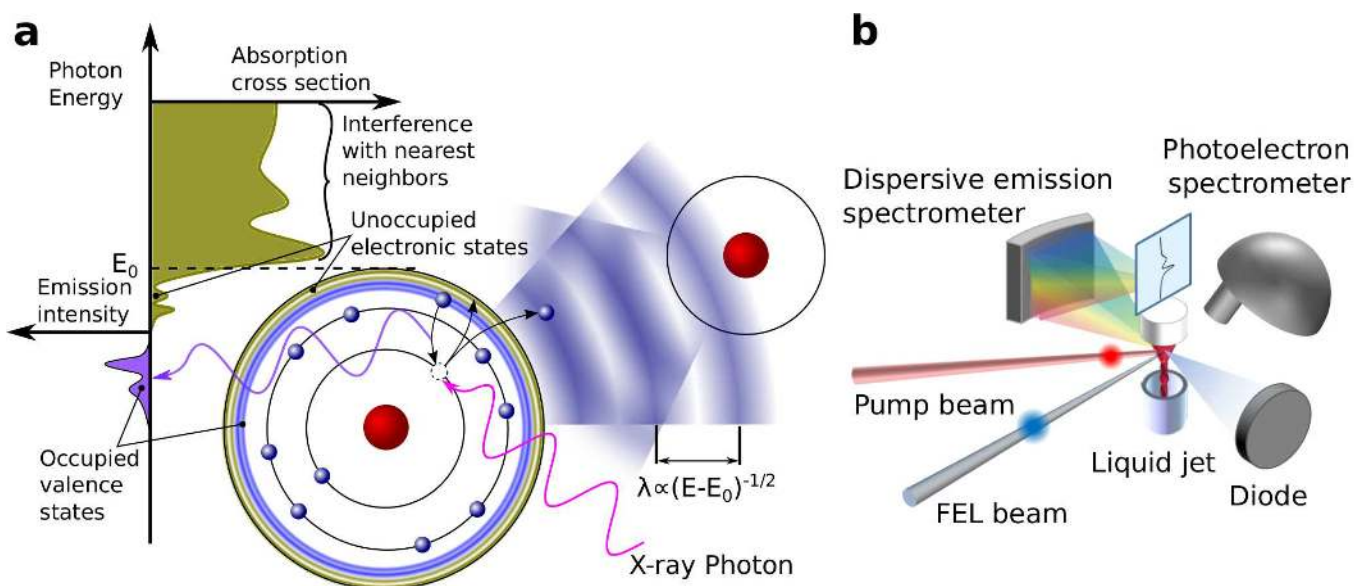 a
Photon
Energy
Absorption
cross section
Interference
with nearest
neighbors
Unoccupied
electronic states
E₀
Emission
intensity
Occupied
valence
states
λ∝(E-E₀)⁻¹/²
X-ray Photon
b
Dispersive emission
spectrometer
Photoelectron
spectrometer
Pump beam
FEL beam
Liquid jet
Diode